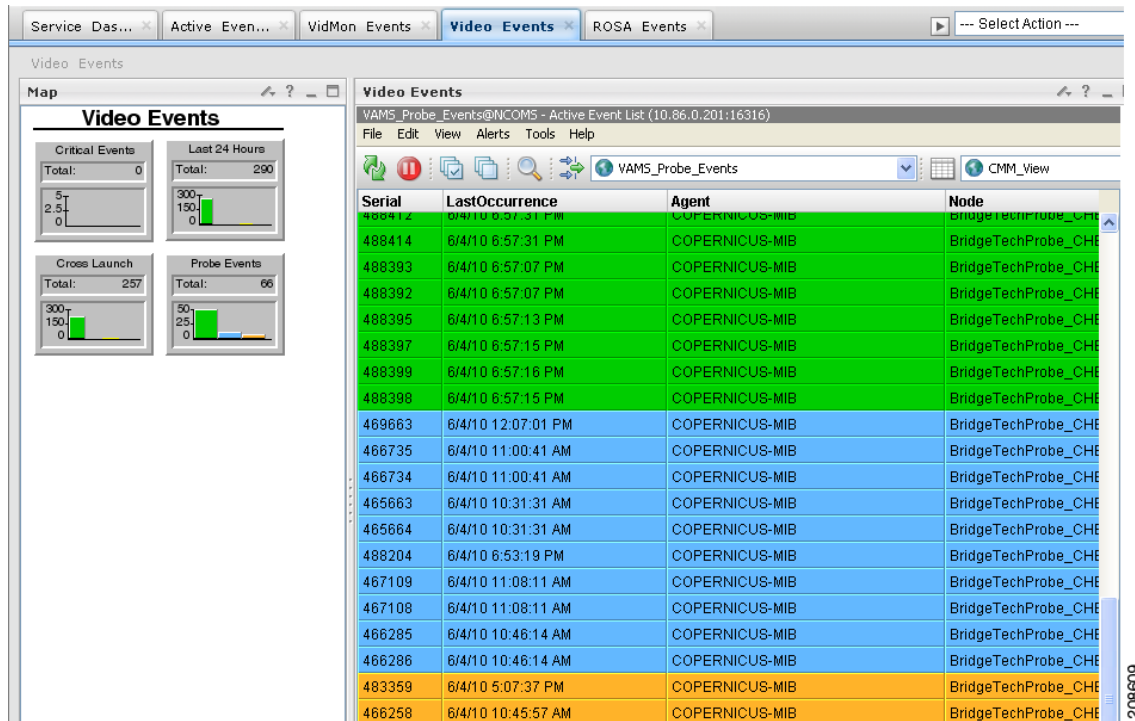 Service Das... Active Even... VidMon Events Video Events ROSA Events --- Select Action ---
Video Events
Map
Video Events
Critical Events Last 24 Hours
Total: 0 Total: 290
5 2.5 0 300 150 0
Cross Launch Probe Events
Total: 257 Total: 66
300 150 0 50 25 0
Video Events
VAMS_Probe_Events@NCOMS - Active Event List (10.86.0.201:16316)
File Edit View Alerts Tools Help
VAMS_Probe_Events CMM_View
Serial LastOccurrence Agent Node
488412 6/4/10 6:57:31 PM COPERNICUS-MIB BridgeTechProbe_CHE
488414 6/4/10 6:57:31 PM COPERNICUS-MIB BridgeTechProbe_CHE
488393 6/4/10 6:57:07 PM COPERNICUS-MIB BridgeTechProbe_CHE
488392 6/4/10 6:57:07 PM COPERNICUS-MIB BridgeTechProbe_CHE
488395 6/4/10 6:57:13 PM COPERNICUS-MIB BridgeTechProbe_CHE
488397 6/4/10 6:57:15 PM COPERNICUS-MIB BridgeTechProbe_CHE
488399 6/4/10 6:57:16 PM COPERNICUS-MIB BridgeTechProbe_CHE
488398 6/4/10 6:57:15 PM COPERNICUS-MIB BridgeTechProbe_CHE
469663 6/4/10 12:07:01 PM COPERNICUS-MIB BridgeTechProbe_CHE
466735 6/4/10 11:00:41 AM COPERNICUS-MIB BridgeTechProbe_CHE
466734 6/4/10 11:00:41 AM COPERNICUS-MIB BridgeTechProbe_CHE
465663 6/4/10 10:31:31 AM COPERNICUS-MIB BridgeTechProbe_CHE
465664 6/4/10 10:31:31 AM COPERNICUS-MIB BridgeTechProbe_CHE
488204 6/4/10 6:53:19 PM COPERNICUS-MIB BridgeTechProbe_CHE
467109 6/4/10 11:08:11 AM COPERNICUS-MIB BridgeTechProbe_CHE
467108 6/4/10 11:08:11 AM COPERNICUS-MIB BridgeTechProbe_CHE
466285 6/4/10 10:46:14 AM COPERNICUS-MIB BridgeTechProbe_CHE
466286 6/4/10 10:46:14 AM COPERNICUS-MIB BridgeTechProbe_CHE
483359 6/4/10 5:07:37 PM COPERNICUS-MIB BridgeTechProbe_CHE
466258 6/4/10 10:45:57 AM COPERNICUS-MIB BridgeTechProbe_CHE